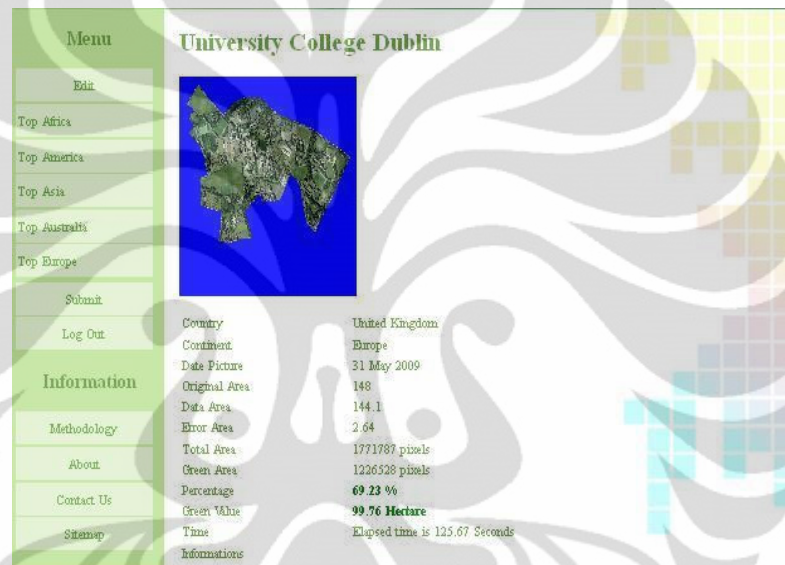 Menu
Edit
Top Africa
Top America
Top Asia
Top Australia
Top Europe
Submit
Log Out
Information
Methodology
About
Contact Us
Sitemap
University College Dublin
Country United Kingdom
Continent Europe
Date Picture 31 May 2009
Original Area 148
Data Area 144.1
Error Area 2.64
Total Area 1771787 pixels
Green Area 1226528 pixels
Percentage 69.23 %
Green Value 99.76 Hectare
Time Elapsed time is 125.67 Seconds
Informations